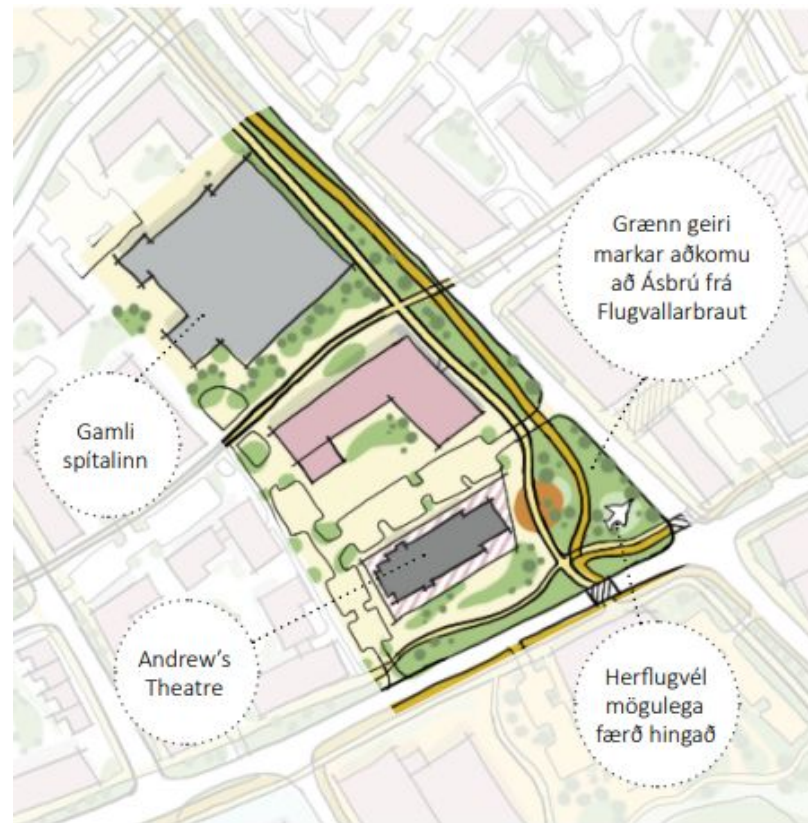 Grænn geiri
markar aðkomu
að Ásbrú frá
Flugvallarbraut
Gamli
spítalinn
Andrew's
Theatre
Herflugvél
mögulega
færð hingað